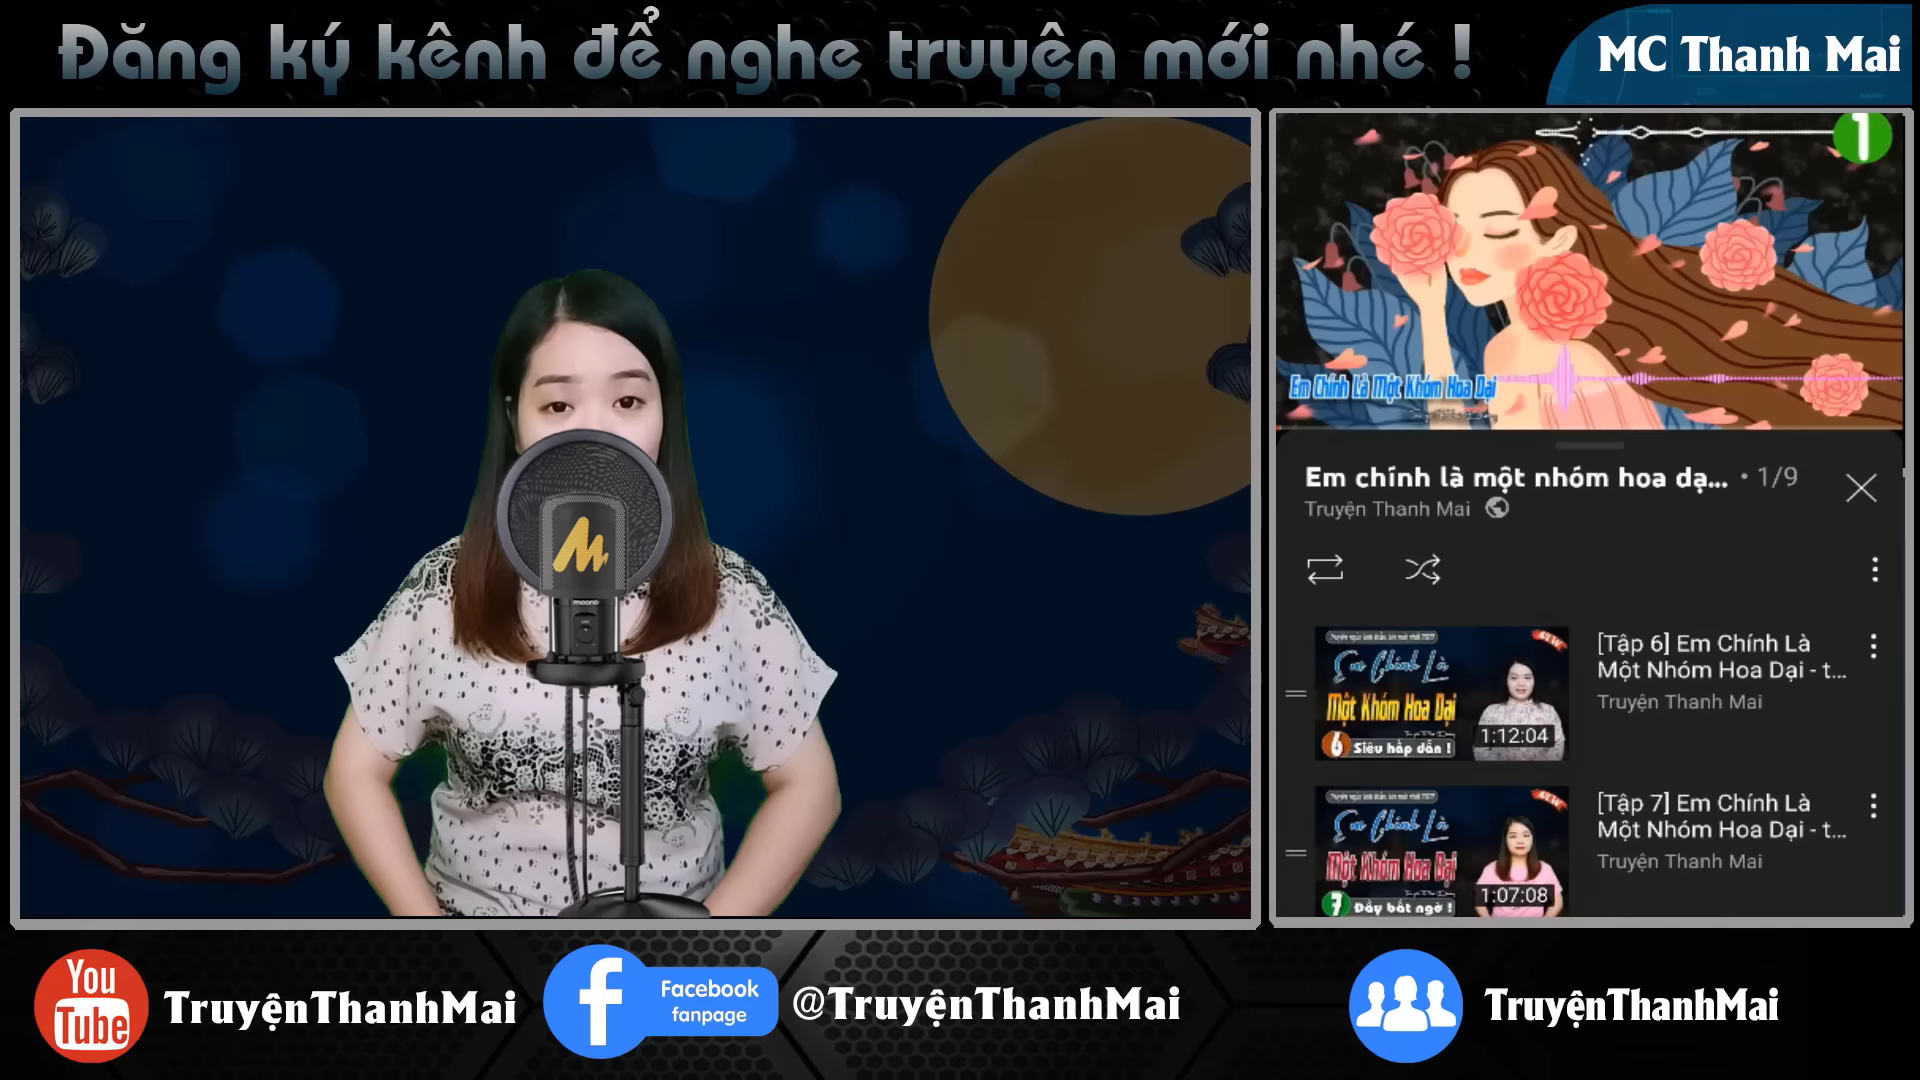 Đăng ký kênh để nghe truyện mới nhé !
MC Thanh Mai
1
Em Chính Là Một Khóm Hoa Dại
Em chính là một nhóm hoa dạ... • 1/9
Truyện Thanh Mai
[Tập 6] Em Chính Là
Một Nhóm Hoa Dại - t...
Truyện Thanh Mai
NEW
Em Chính Là
Một Khóm Hoa Dại
6 Siêu hấp dẫn !
1:12:04
[Tập 7] Em Chính Là
Một Nhóm Hoa Dại - t...
Truyện Thanh Mai
NEW
Em Chính Là
Một Khóm Hoa Dại
7 Đầy bất ngờ !
1:07:08
maono
You
Tube
TruyệnThanhMai
f
Facebook
fanpage
@TruyệnThanhMai
TruyệnThanhMai